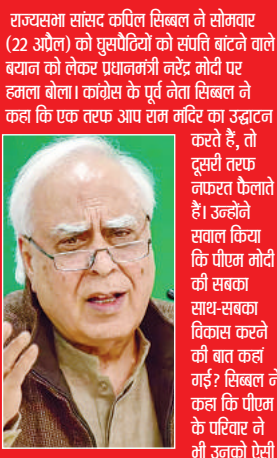 राज्यसभा सांसद कपिल सिब्बल ने सोमवार
(22 अप्रैल) को घुसपैठियों को संपत्ति बांटने वाले
बयान को लेकर प्रधानमंत्री नरेंद्र मोदी पर
हमला बोला। कांग्रेस के पूर्व नेता सिब्बल ने
कहा कि एक तरफ आप राम मंदिर का उद्घाटन
करते हैं, तो
दूसरी तरफ
नफरत फैलाते
हैं। उन्होंने
सवाल किया
कि पीएम मोदी
की सबका
साथ-सबका
विकास करने
की बात कहां
गई? सिब्बल ने
कहा कि पीएम
के परिवार ने
भी उनको ऐसी